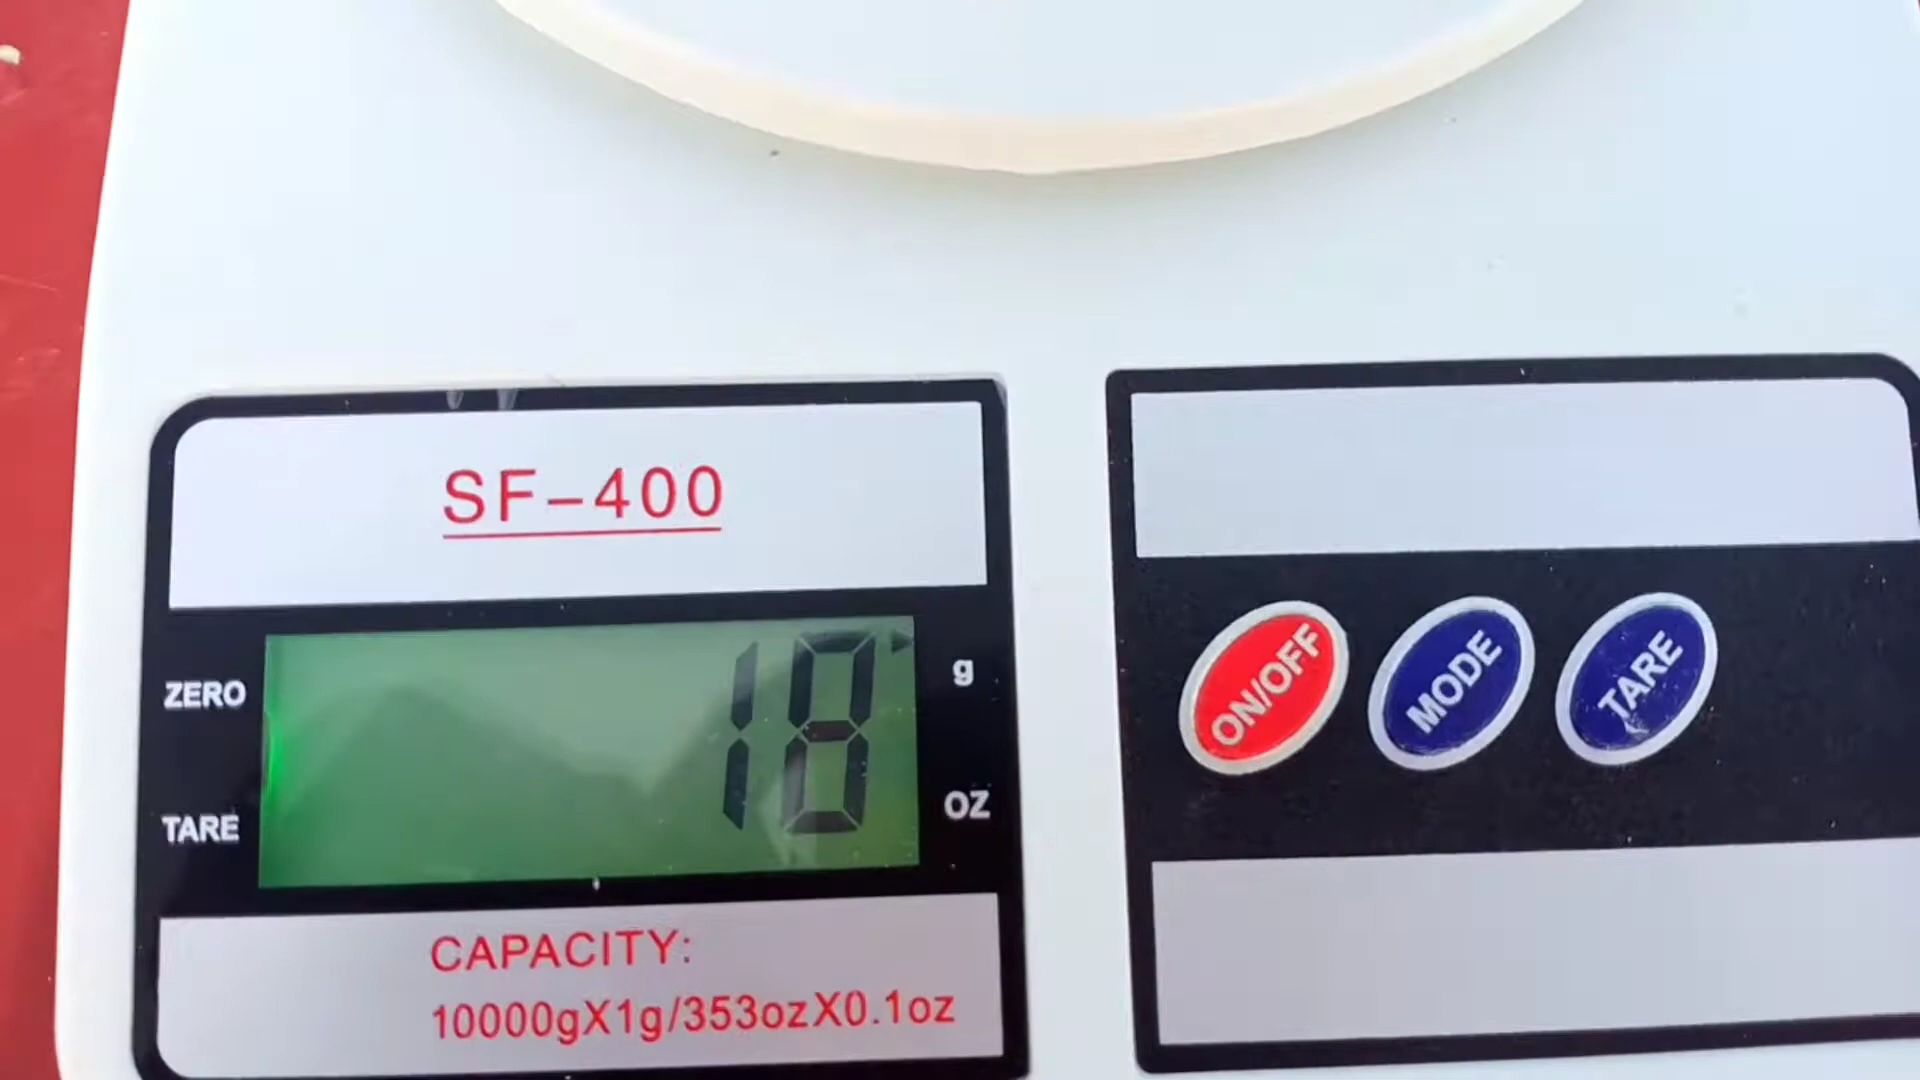 SF-400
ZERO
TARE
18
g
OZ
CAPACITY:
10000gX1g/353ozX0.1oz
ON/OFF
MODE
TARE